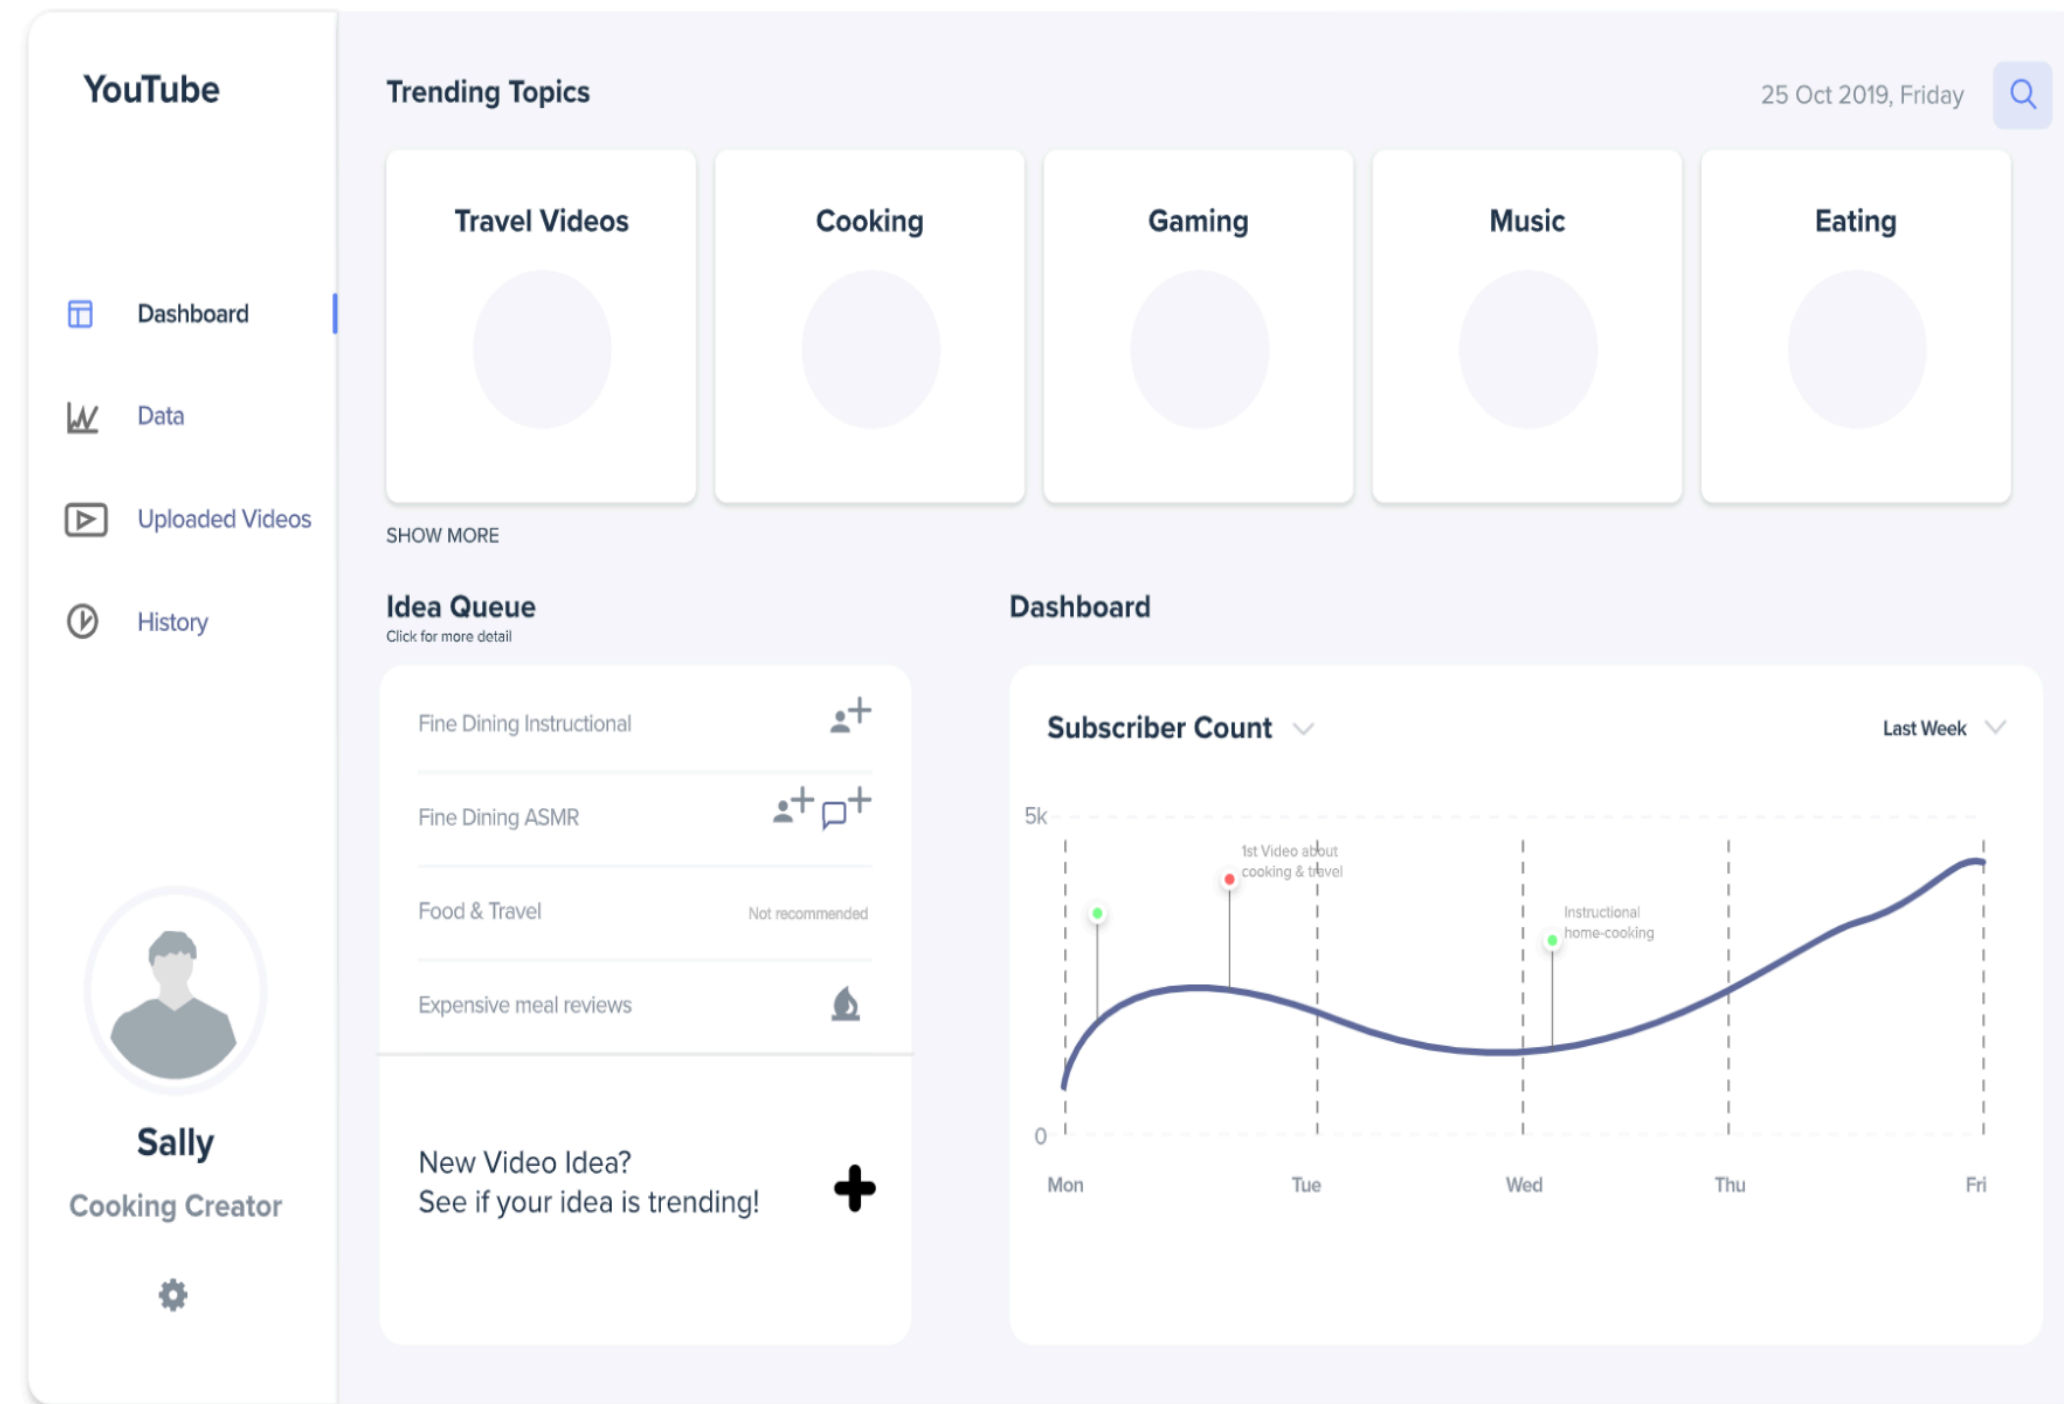 YouTube
Dashboard
Data
Uploaded Videos
History
Sally
Cooking Creator
Trending Topics
25 Oct 2019, Friday
Travel Videos
Cooking
Gaming
Music
Eating
SHOW MORE
Idea Queue
Click for more detail
Fine Dining Instructional
Fine Dining ASMR
Food & Travel
Not recommended
Expensive meal reviews
New Video Idea?
See if your idea is trending!
Dashboard
Subscriber Count
Last Week
5k
1st Video about
cooking & travel
Instructional
home-cooking
0
Mon
Tue
Wed
Thu
Fri